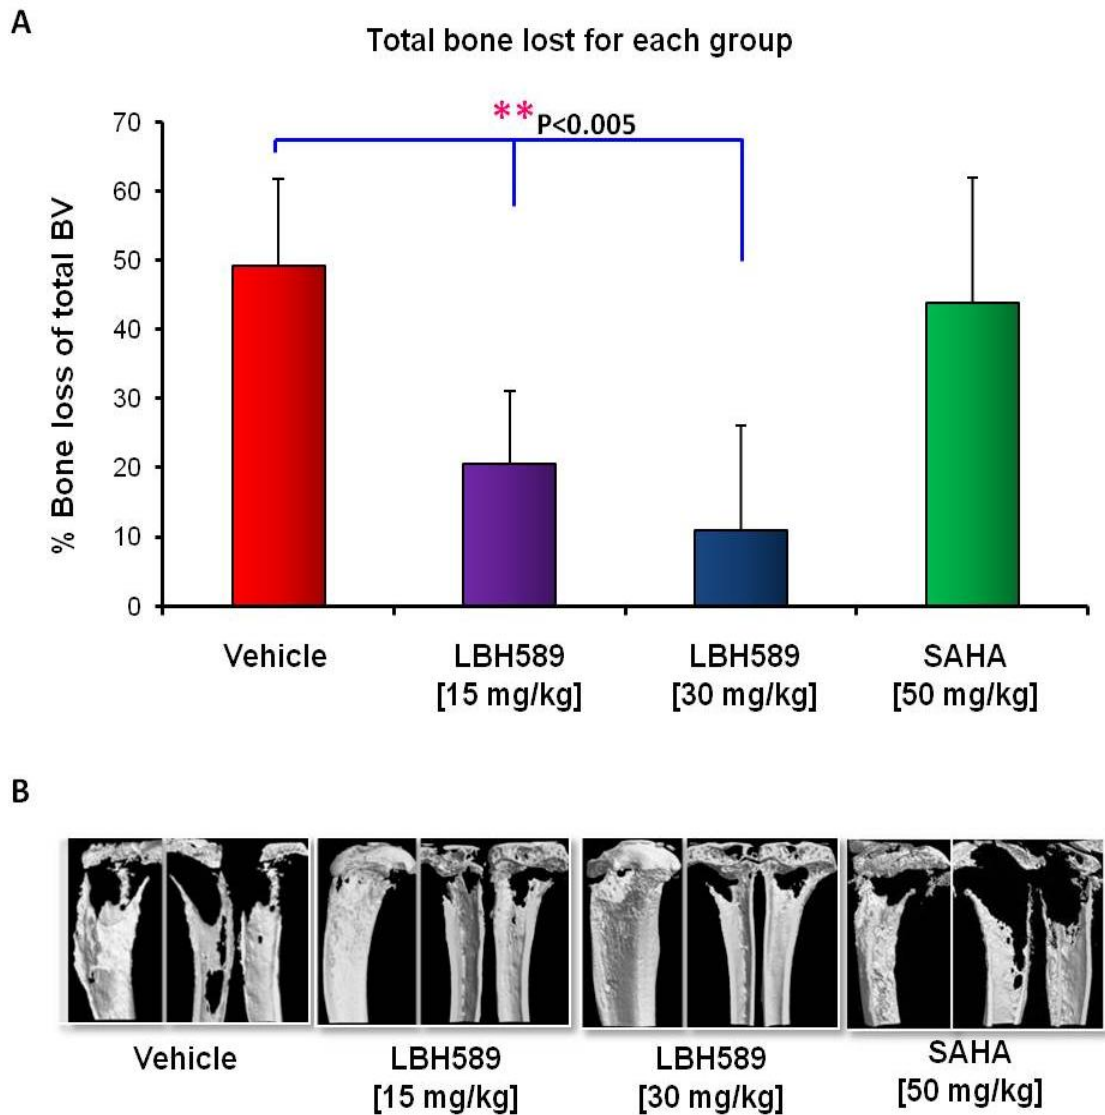 A
Total bone lost for each group
** P<0.005
% Bone loss of total BV
70
60
50
40
30
20
10
0
Vehicle
LBH589
[15 mg/kg]
LBH589
[30 mg/kg]
SAHA
[50 mg/kg]
B
Vehicle
LBH589
[15 mg/kg]
LBH589
[30 mg/kg]
SAHA
[50 mg/kg]